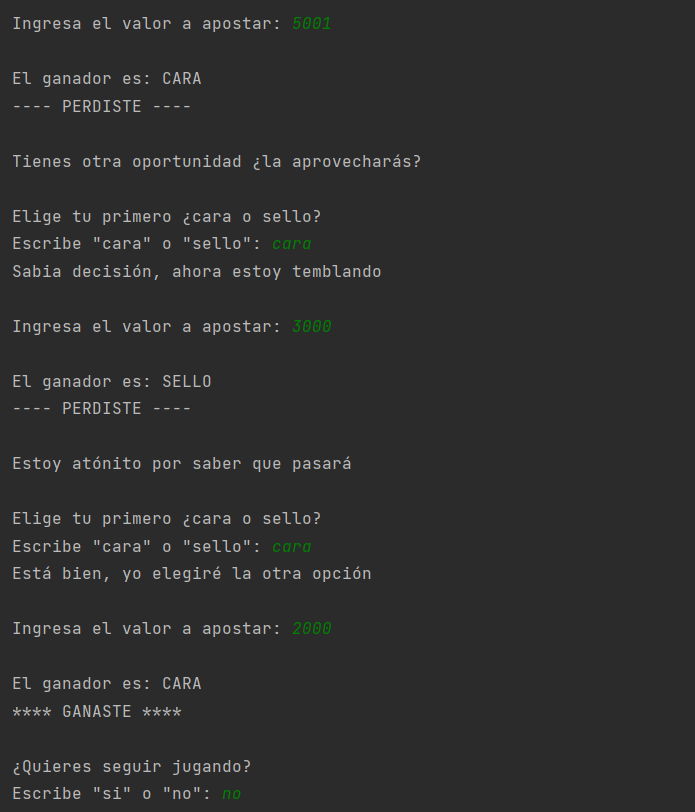 Ingresa el valor a apostar: 5001
El ganador es: CARA
---- PERDISTE ----
Tienes otra oportunidad ¿la aprovecharás?
Elige tu primero ¿cara o sello?
Escribe "cara" o "sello": cara
Sabia decisión, ahora estoy temblando
Ingresa el valor a apostar: 3000
El ganador es: SELLO
---- PERDISTE ----
Estoy atónito por saber que pasará
Elige tu primero ¿cara o sello?
Escribe "cara" o "sello": cara
Está bien, yo elegiré la otra opción
Ingresa el valor a apostar: 2000
El ganador es: CARA
**** GANASTE ****
¿Quieres seguir jugando?
Escribe "si" o "no": no